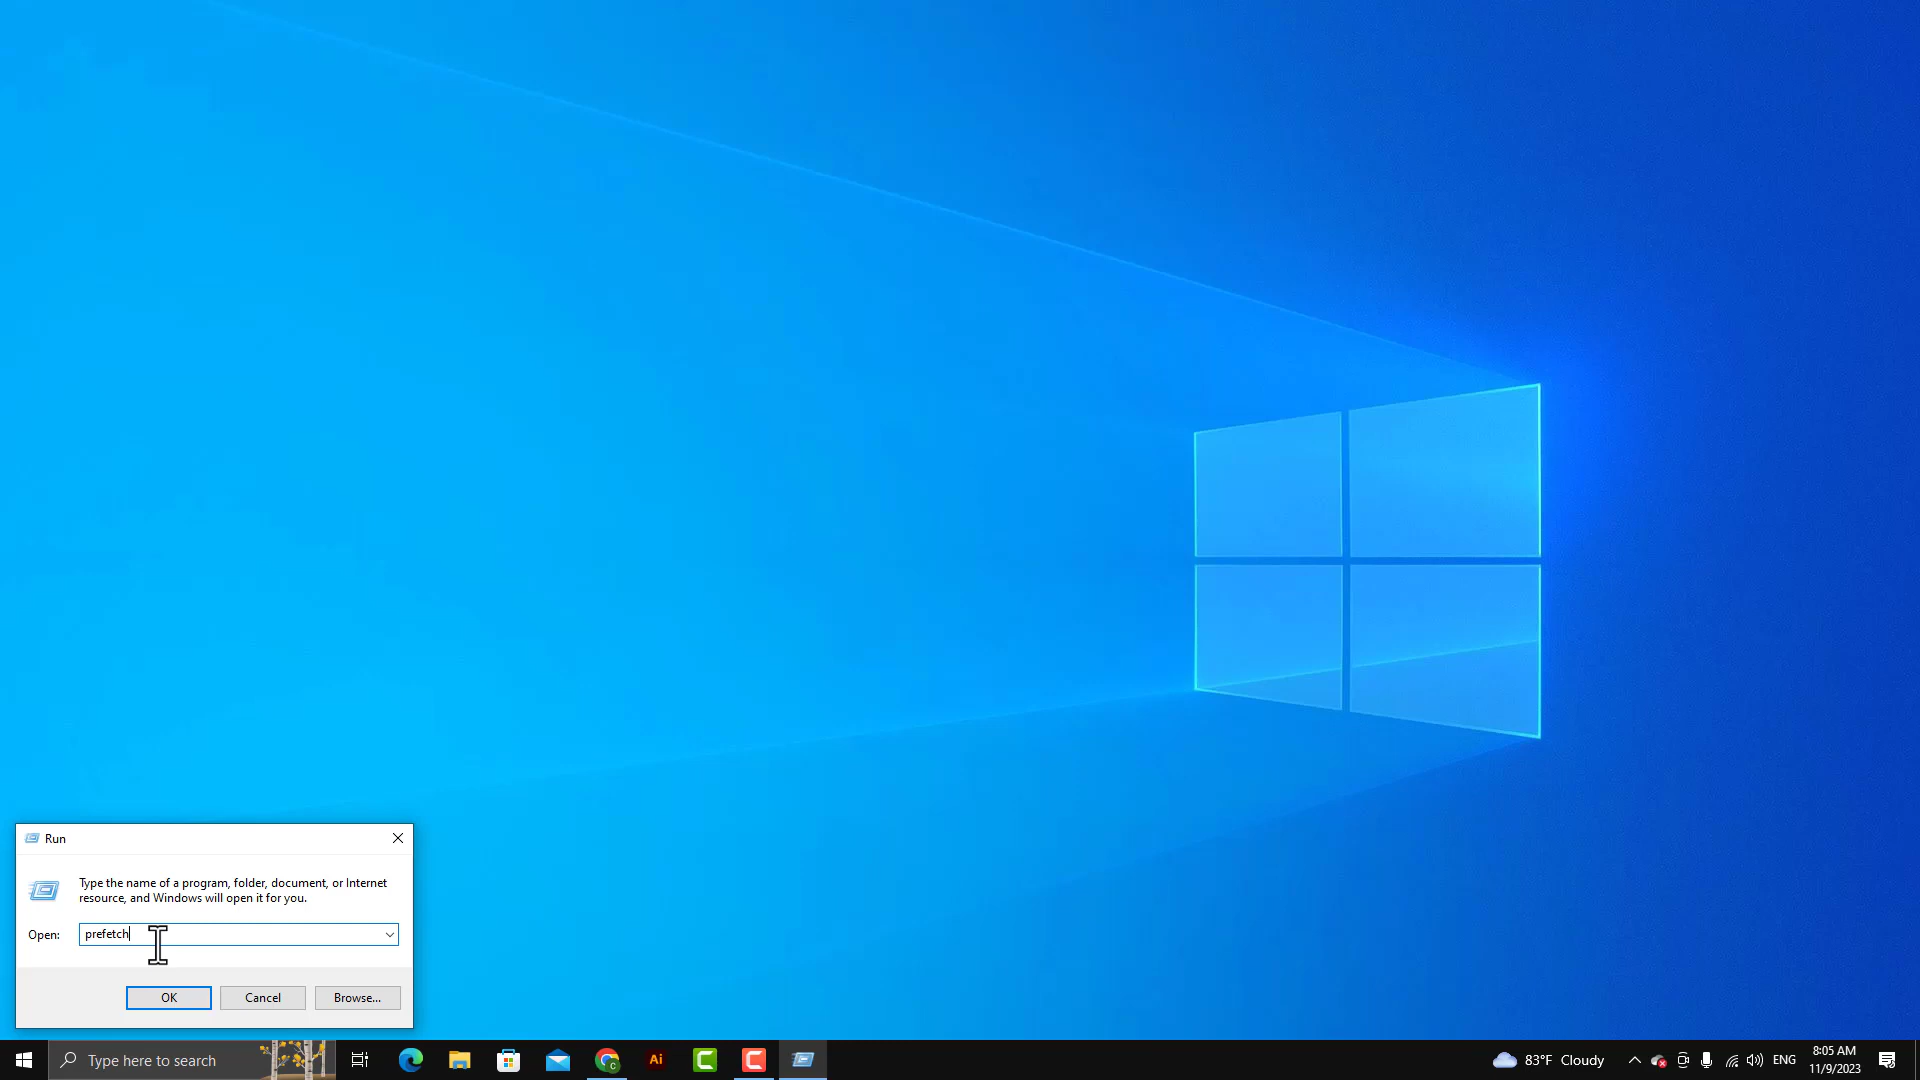 Run
Type the name of a program, folder, document, or Internet
resource, and Windows will open it for you.
Open:
prefetch
OK
Cancel
Browse...
Type here to search
Ai
C
C
C
83°F Cloudy
ENG
8:05 AM
11/9/2023